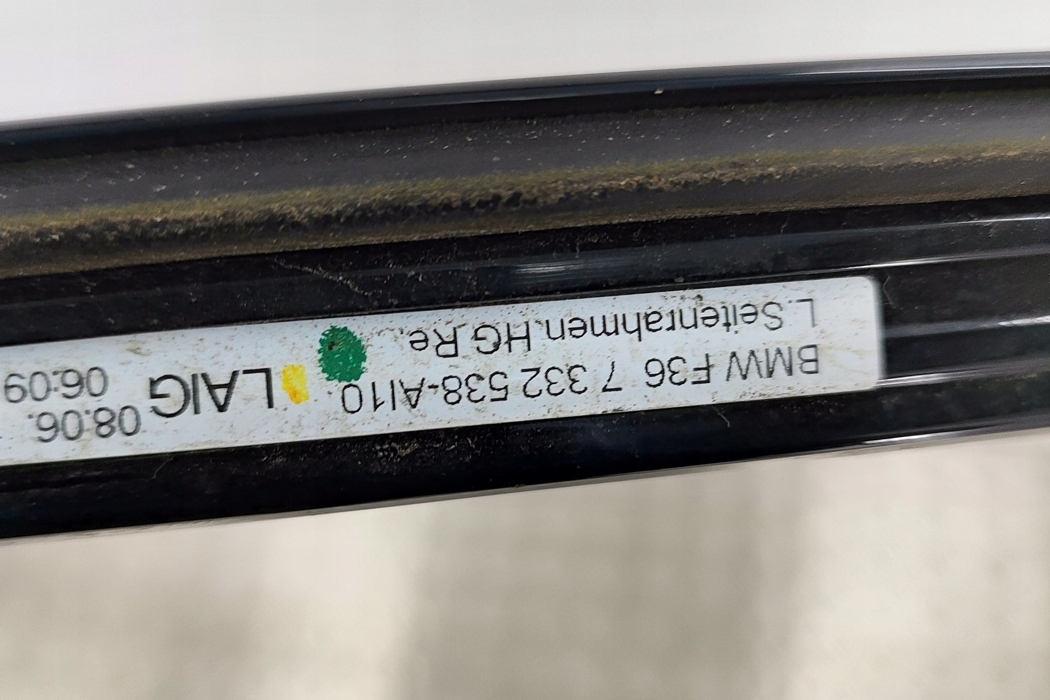 BMW F36 7 332 538-AI10
L.Seitenrahmen.HG.Re
LAIG
08.06.
06:09